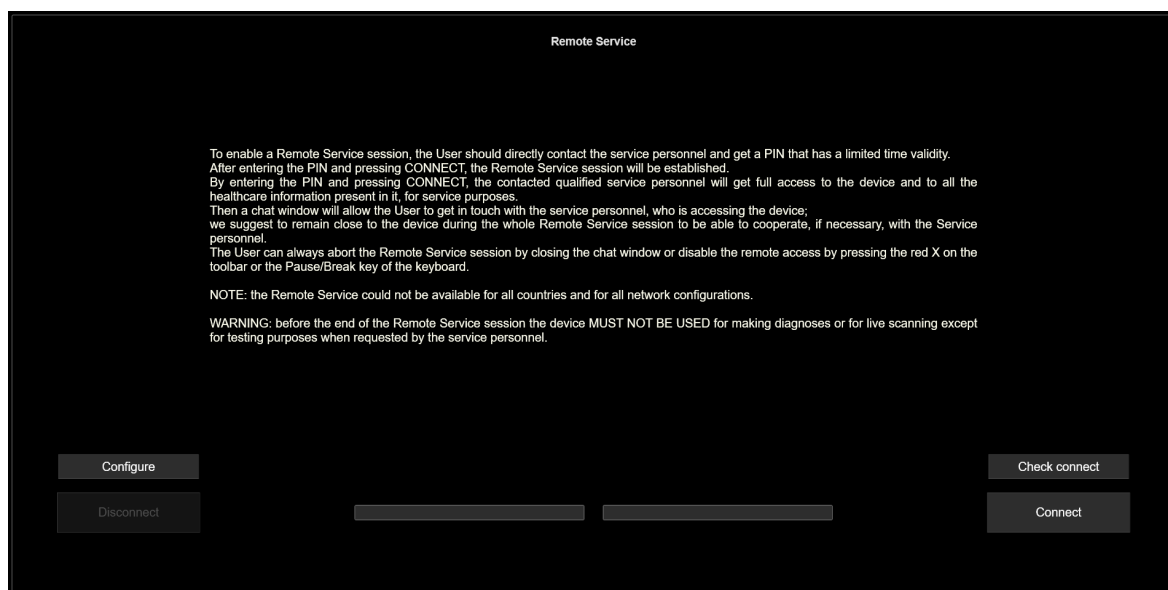 Remote Service
To enable a Remote Service session, the User should directly contact the service personnel and get a PIN that has a limited time validity.
After entering the PIN and pressing CONNECT, the Remote Service session will be established.
By entering the PIN and pressing CONNECT, the contacted qualified service personnel will get full access to the device and to all the
healthcare information present in it, for service purposes.
Then a chat window will allow the User to get in touch with the service personnel, who is accessing the device;
we suggest to remain close to the device during the whole Remote Service session to be able to cooperate, if necessary, with the Service
personnel.
The User can always abort the Remote Service session by closing the chat window or disable the remote access by pressing the red X on the
toolbar or the Pause/Break key of the keyboard.
NOTE: the Remote Service could not be available for all countries and for all network configurations.
WARNING: before the end of the Remote Service session the device MUST NOT BE USED for making diagnoses or for live scanning except
for testing purposes when requested by the service personnel.
Configure
Check connect
Disconnect
Connect